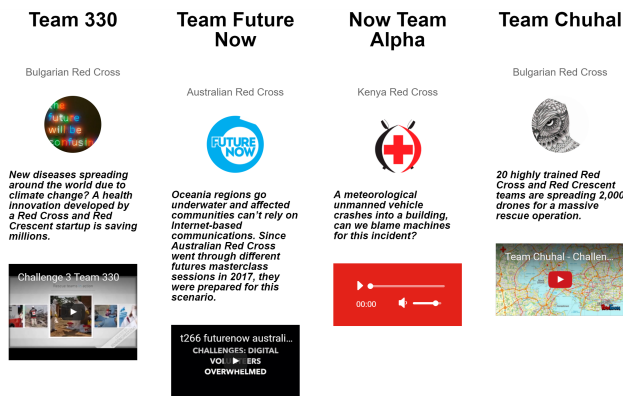 Team 330
Bulgarian Red Cross
the
future
will be
confusin
New diseases spreading
around the world due to
climate change? A health
innovation developed by
a Red Cross and Red
Crescent startup is saving
millions.
Challenge 3 Team 330
Team Future
Now
Australian Red Cross
FUTURE
NOW
Oceania regions go
underwater and affected
communities can't rely on
Internet-based
communications. Since
Australian Red Cross
went through different
futures masterclass
sessions in 2017, they
were prepared for this
scenario.
t266 futurenow australi...
CHALLENGES: DIGITAL
OVERWHELMED
Now Team
Alpha
Kenya Red Cross
A meteorological
unmanned vehicle
crashes into a building,
can we blame machines
for this incident?
00:00
Team Chuhal
Bulgarian Red Cross
20 highly trained Red
Cross and Red Crescent
teams are spreading 2,000
drones for a massive
rescue operation.
Team Chuhal - Challen...